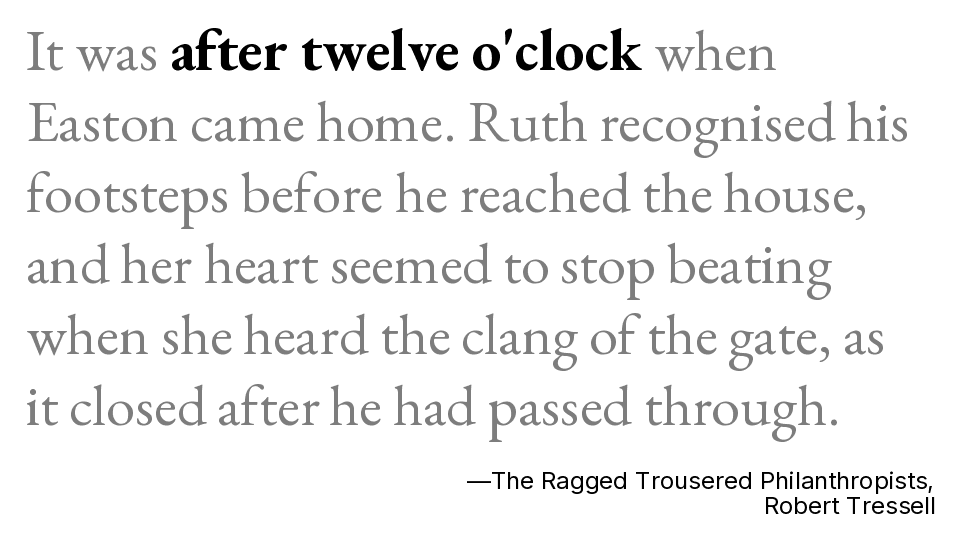 It was after twelve o'clock when
Easton came home. Ruth recognised his
footsteps before he reached the house,
and her heart seemed to stop beating
when she heard the clang of the gate, as
it closed after he had passed through.
—The Ragged Trousered Philanthropists,
Robert Tressell